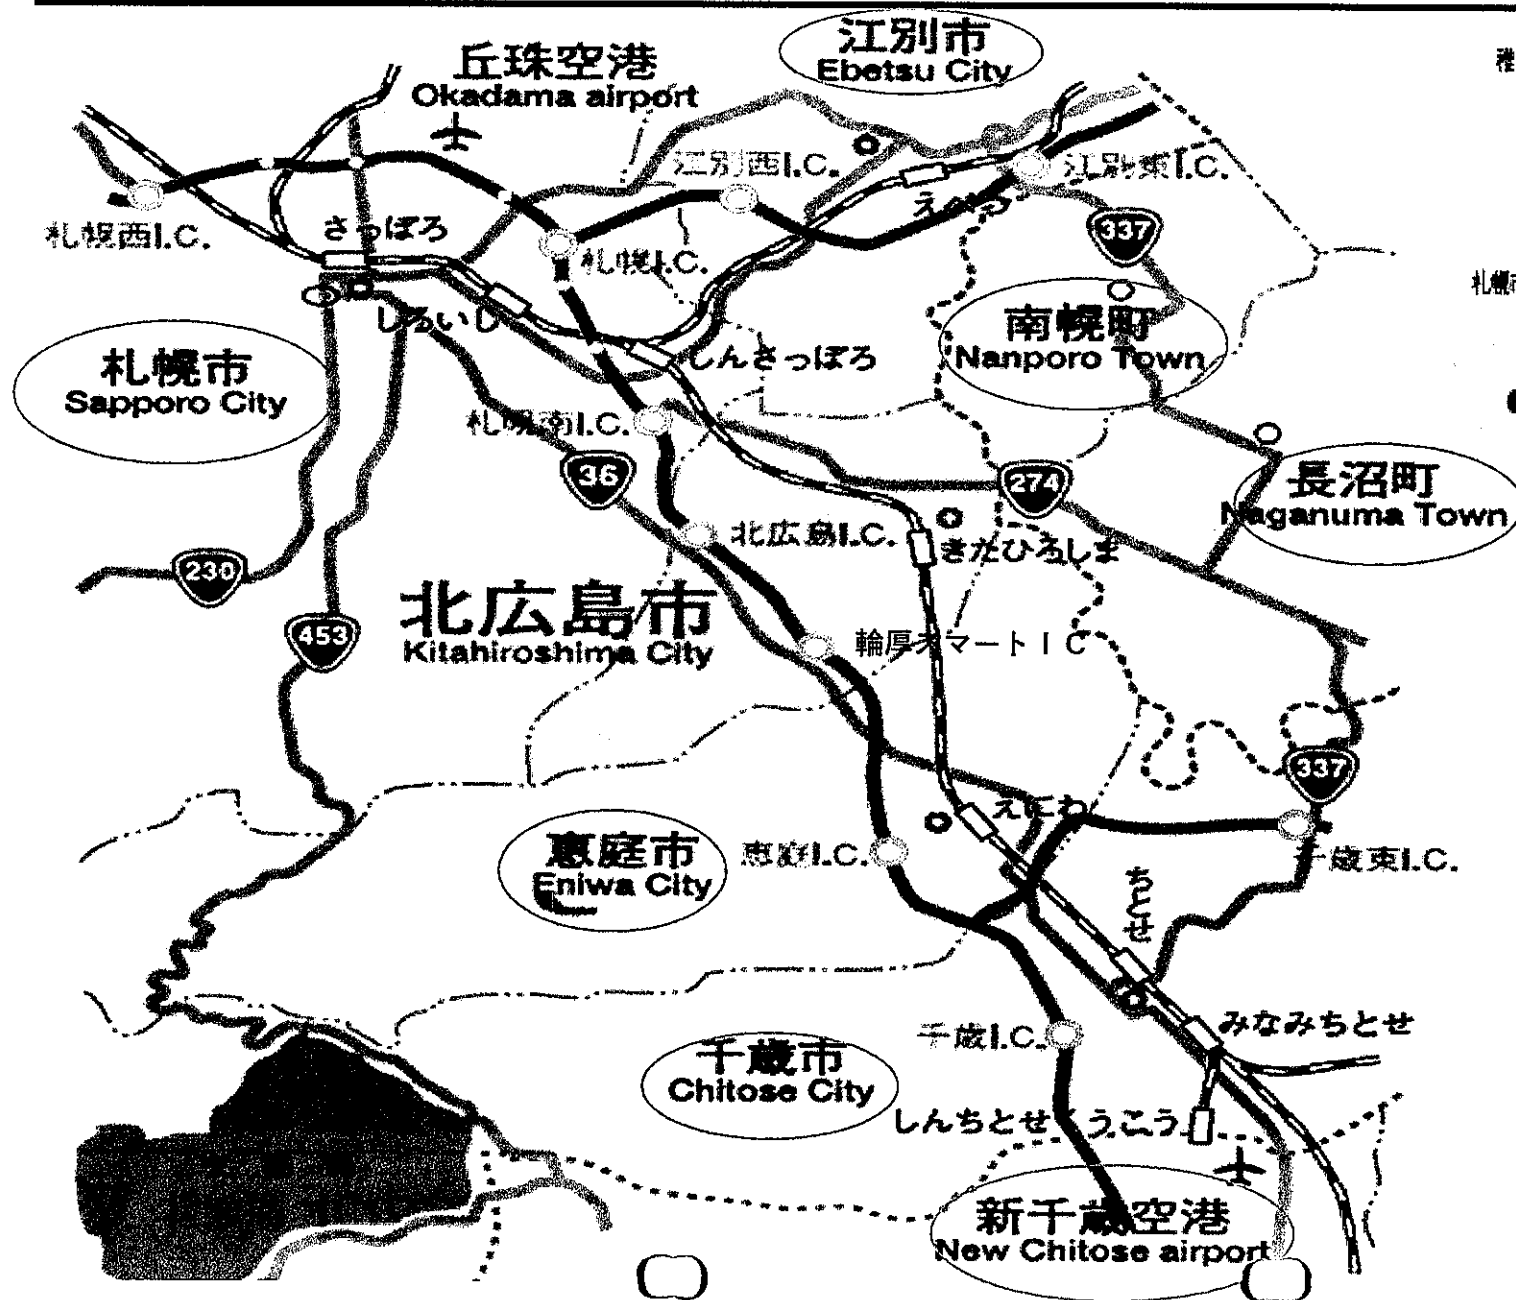 江別市
Ebetsu City
丘珠空港
Okadama airport
江別西I.C.
江別東I.C.
えべつ
札幌西I.C.
さっぽろ
札幌I.C.
337
札幌市
Sapporo City
しろいし
しんさっぽろ
南幌町
Nanporo Town
札幌南I.C.
36
274
長沼町
Naganuma Town
北広島I.C.
きたひろしま
230
453
北広島市
Kitahiroshima City
輪厚スマートIC
337
えにわ
恵庭市
Eniwa City
恵庭I.C.
千歳東I.C.
ちとせ
みなみちとせ
千歳I.C.
千歳市
Chitose City
しんちとせくうこう
新千歳空港
New Chitose airport